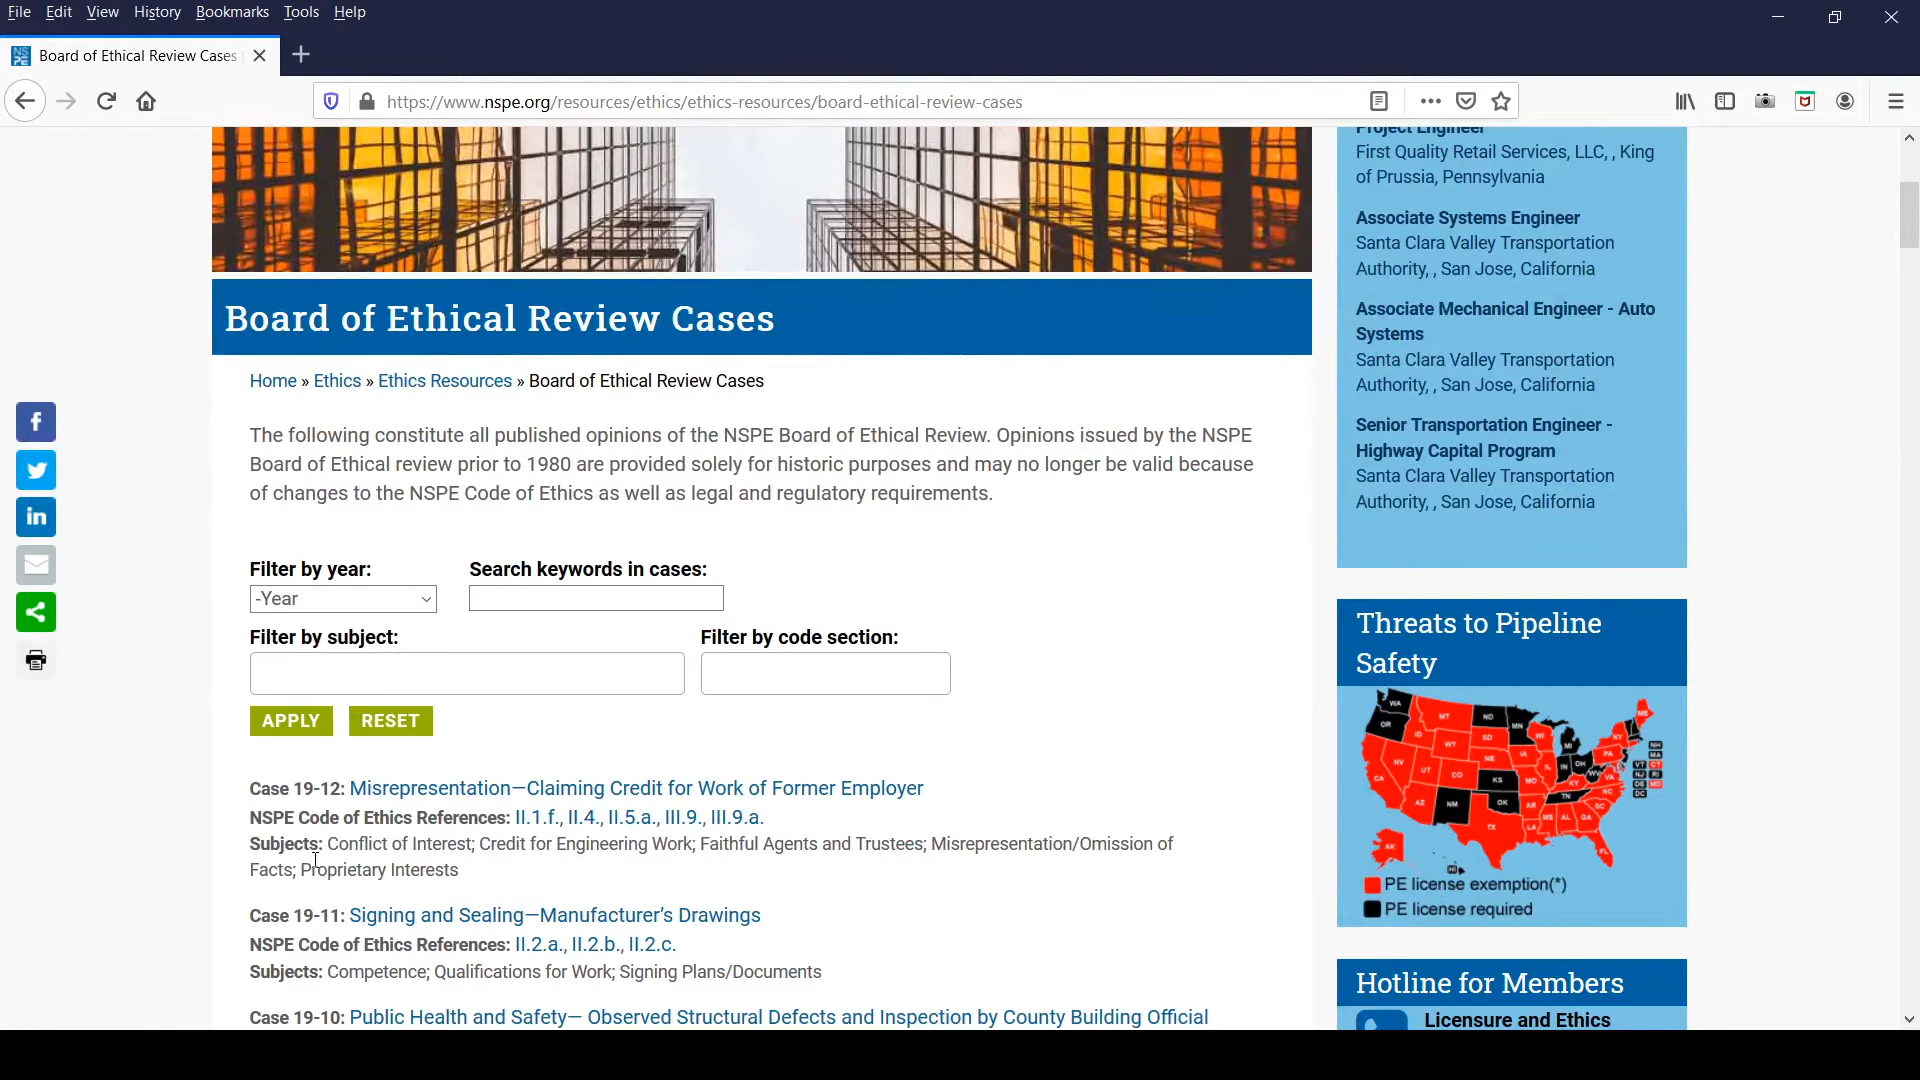 File Edit View History Bookmarks Tools Help
Board of Ethical Review Cases
https://www.nspe.org/resources/ethics/ethics-resources/board-ethical-review-cases
Board of Ethical Review Cases
Home » Ethics » Ethics Resources » Board of Ethical Review Cases
The following constitute all published opinions of the NSPE Board of Ethical Review. Opinions issued by the NSPE
Board of Ethical review prior to 1980 are provided solely for historic purposes and may no longer be valid because
of changes to the NSPE Code of Ethics as well as legal and regulatory requirements.
Filter by year: Search keywords in cases:
-Year
Filter by subject: Filter by code section:
APPLY RESET
Case 19-12: Misrepresentation—Claiming Credit for Work of Former Employer
NSPE Code of Ethics References: II.1.f., II.4., II.5.a., III.9., III.9.a.
Subjects: Conflict of Interest; Credit for Engineering Work; Faithful Agents and Trustees; Misrepresentation/Omission of
Facts; Proprietary Interests
Case 19-11: Signing and Sealing—Manufacturer’s Drawings
NSPE Code of Ethics References: II.2.a., II.2.b., II.2.c.
Subjects: Competence; Qualifications for Work; Signing Plans/Documents
Case 19-10: Public Health and Safety— Observed Structural Defects and Inspection by County Building Official
Project Engineer
First Quality Retail Services, LLC, , King
of Prussia, Pennsylvania
Associate Systems Engineer
Santa Clara Valley Transportation
Authority, , San Jose, California
Associate Mechanical Engineer - Auto
Systems
Santa Clara Valley Transportation
Authority, , San Jose, California
Senior Transportation Engineer -
Highway Capital Program
Santa Clara Valley Transportation
Authority, , San Jose, California
Threats to Pipeline
Safety
WA
OR
MT
ND
MN
ID
WY
SD
WI
MI
NY
ME
NV
UT
CO
NE
IA
IL
IN
OH
PA
CA
KS
MO
KY
WV
VA
AZ
NM
OK
AR
TN
NC
SC
TX
LA
MS
AL
GA
FL
AK
HI
NH
MA
VT
CT
NJ
RI
DE
MD
DC
PE license exemption(*)
PE license required
Hotline for Members
Licensure and Ethics